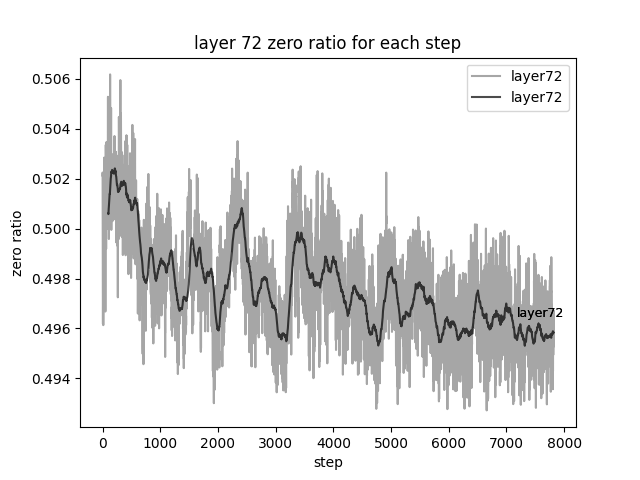 layer 72 zero ratio for each step
layer72
layer72
zero ratio
0.506
0.504
0.502
0.500
0.498
0.496
0.494
layer72
0
1000
2000
3000
4000
5000
6000
7000
8000
step